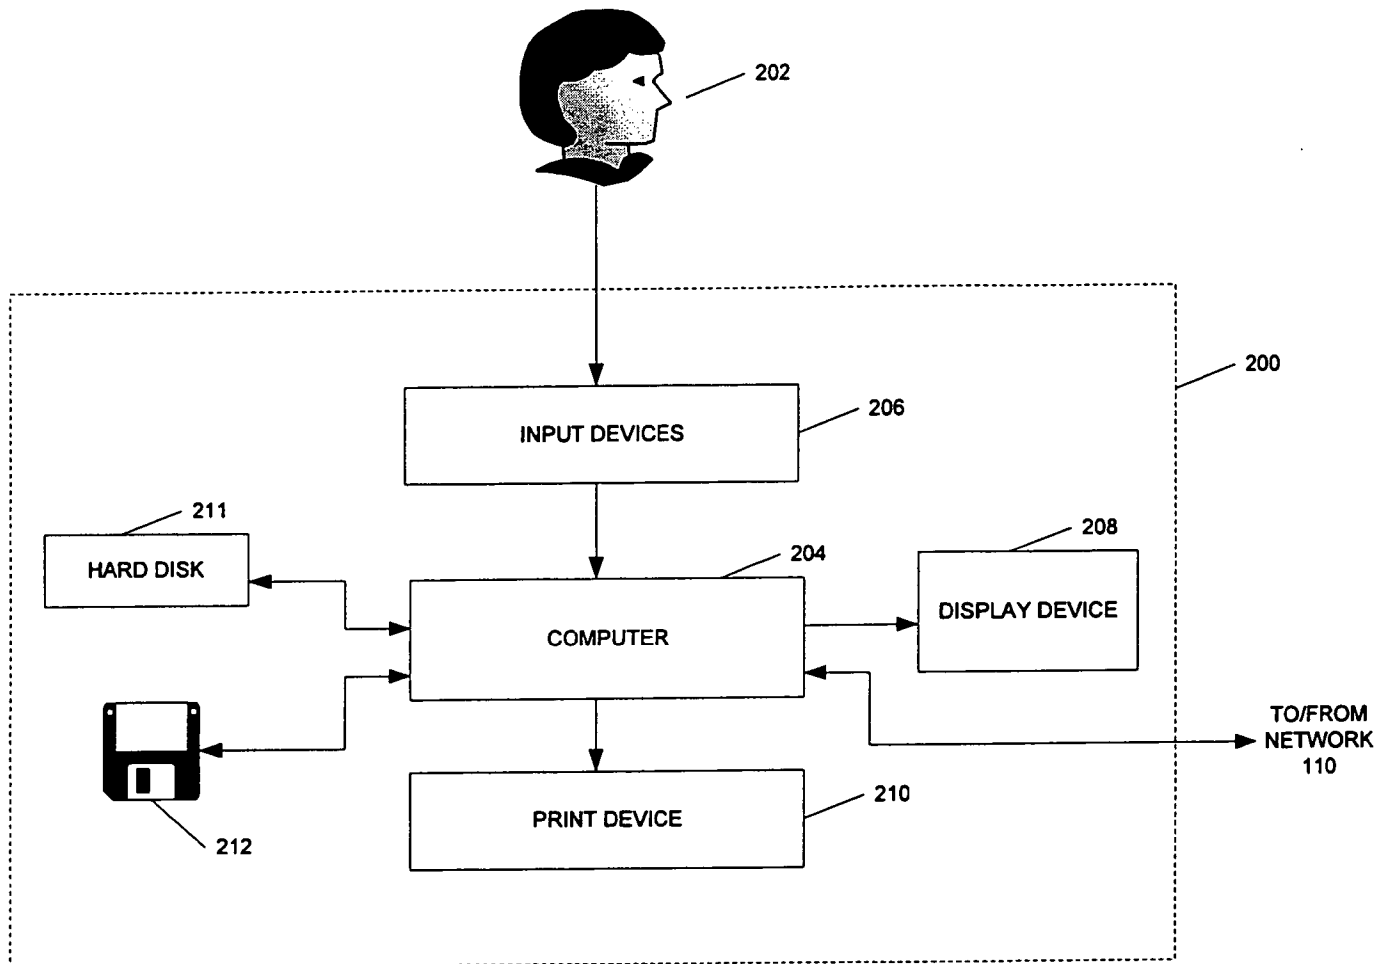 202
200
INPUT DEVICES
206
211
HARD DISK
204
COMPUTER
208
DISPLAY DEVICE
TO/FROM
NETWORK
110
PRINT DEVICE
210
212